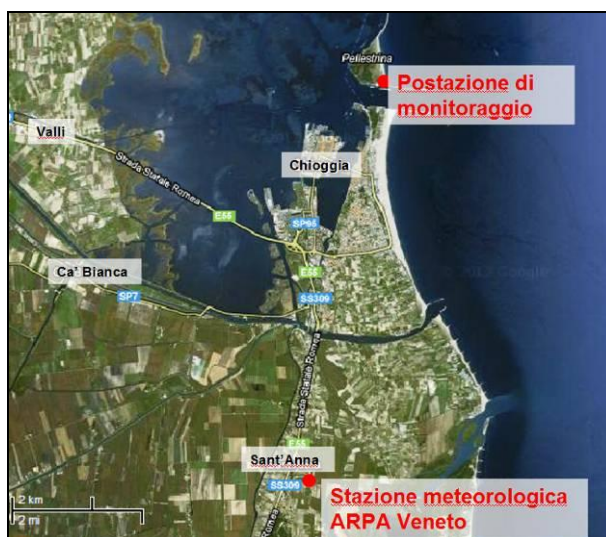 Pellestrina
Postazione di
monitoraggio
Valli
Strada Statale Romea
Chioggia
E55
SP95
E55
Ca' Bianca
SP7
SS309
Strada Statale Romea
E55
Sant'Anna
SS309
Stazione meteorologica
ARPA Veneto
2 km
2 mi